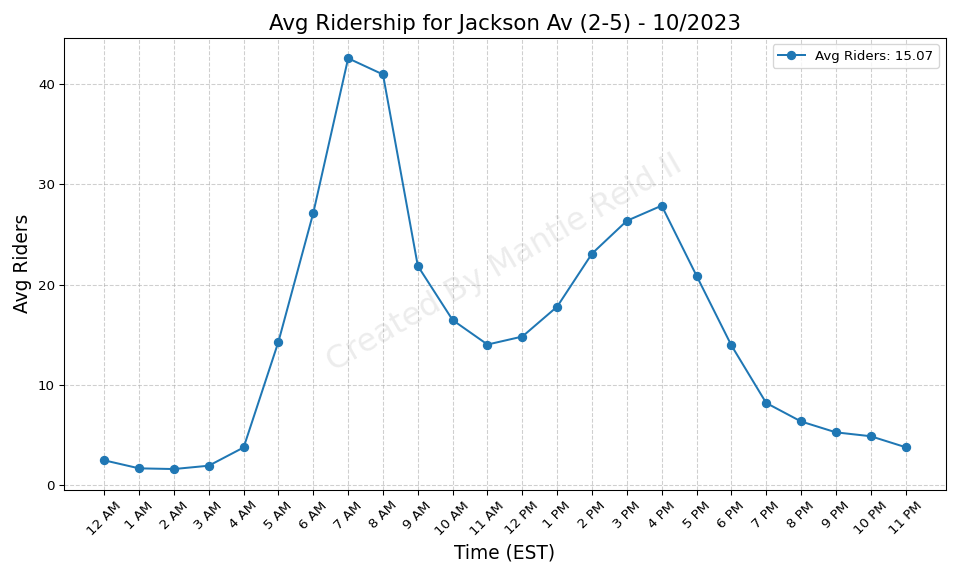 Avg Ridership for Jackson Av (2-5) - 10/2023
Avg Riders: 15.07
Avg Riders
40
30
20
10
0
Created By Mantie Reid II
12 AM
1 AM
2 AM
3 AM
4 AM
5 AM
6 AM
7 AM
8 AM
9 AM
10 AM
11 AM
12 PM
1 PM
2 PM
3 PM
4 PM
5 PM
6 PM
7 PM
8 PM
9 PM
10 PM
11 PM
Time (EST)